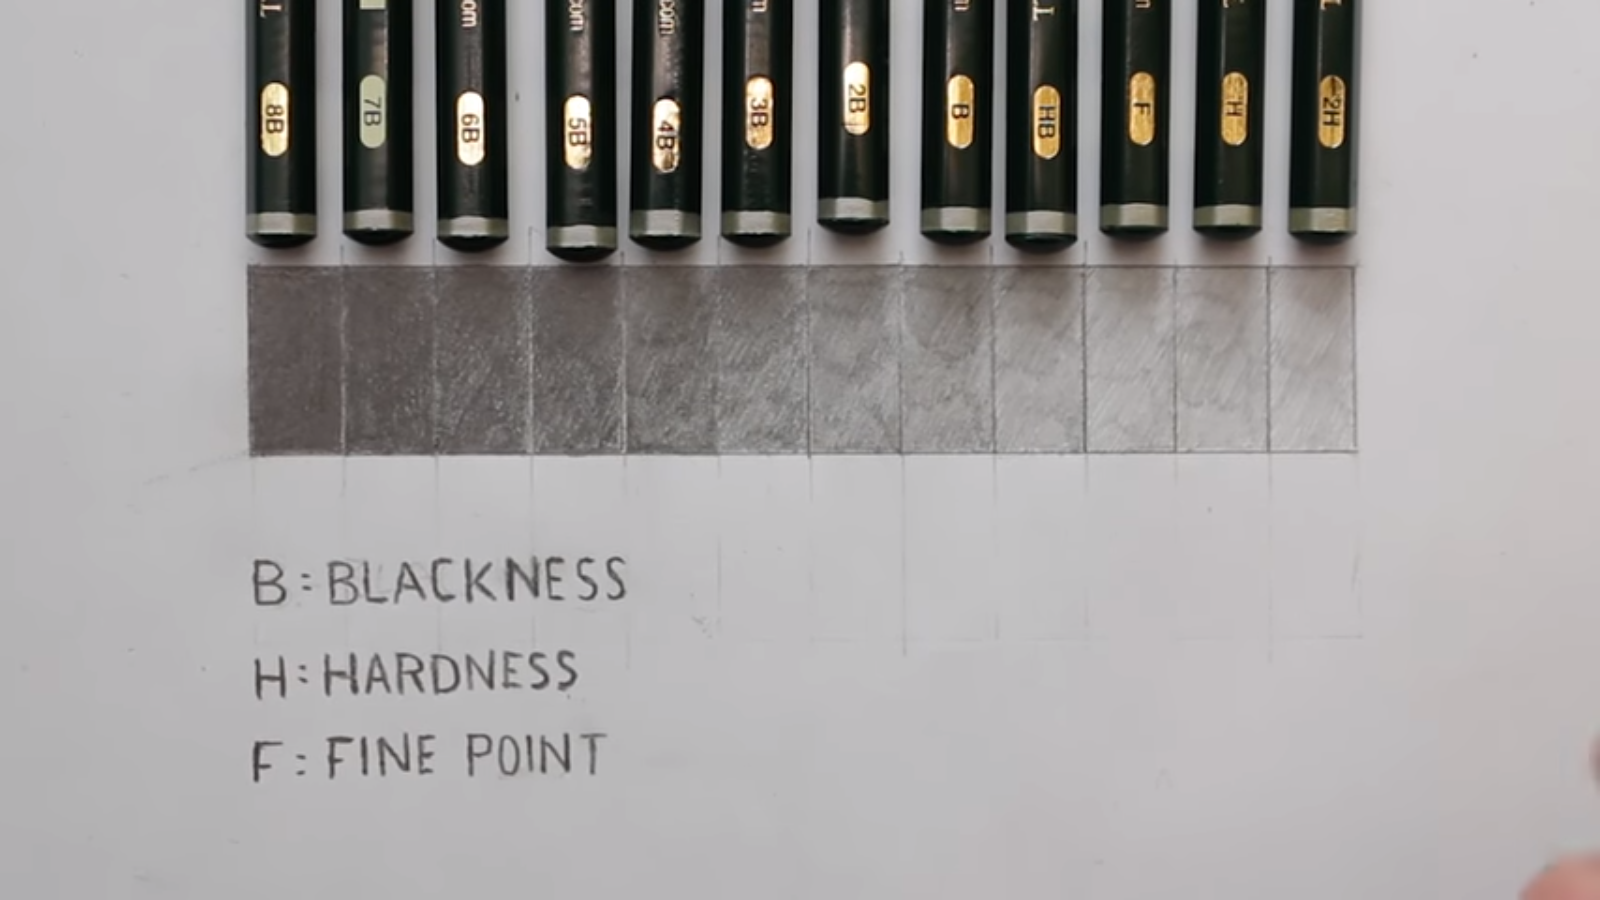 8B 7B 6B 5B 4B 3B 2B B HB F H 2H
B: BLACKNESS
H: HARDNESS
F: FINE POINT